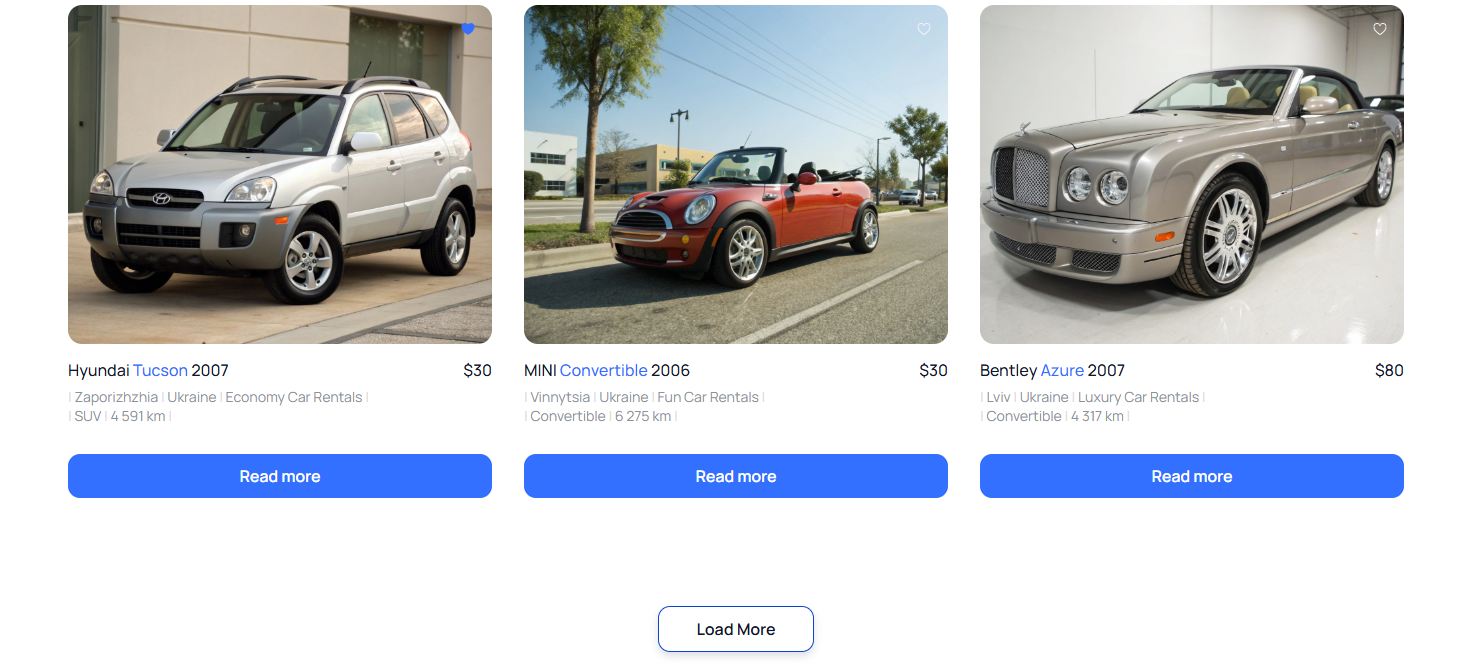 Hyundai Tucson 2007 $30
| Zaporizhzhia | Ukraine | Economy Car Rentals |
| SUV | 4 591 km |
Read more
MINI Convertible 2006 $30
| Vinnytsia | Ukraine | Fun Car Rentals |
| Convertible | 6 275 km |
Read more
Bentley Azure 2007 $80
| Lviv | Ukraine | Luxury Car Rentals |
| Convertible | 4 317 km |
Read more
Load More